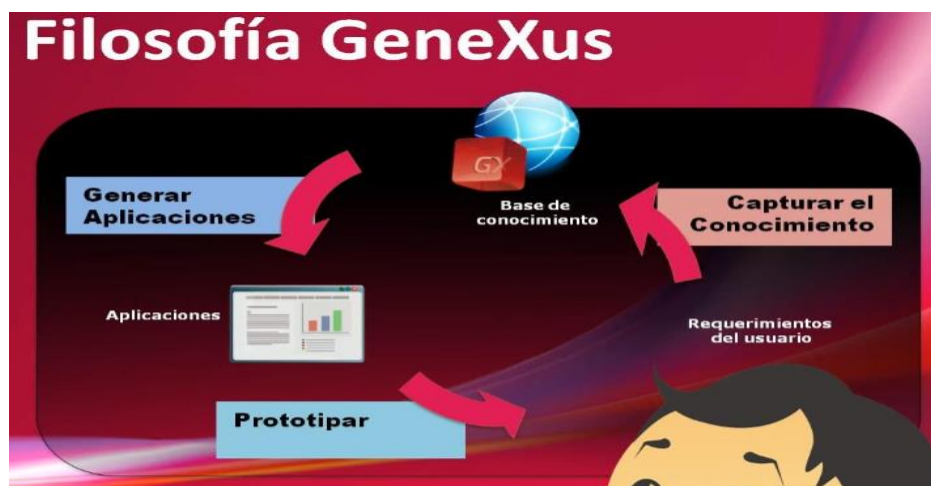 Filosofía GeneXus
GX
Generar
Aplicaciones
Base de
conocimiento
Capturar el
Conocimiento
Aplicaciones
Requerimientos
del usuario
Prototipar